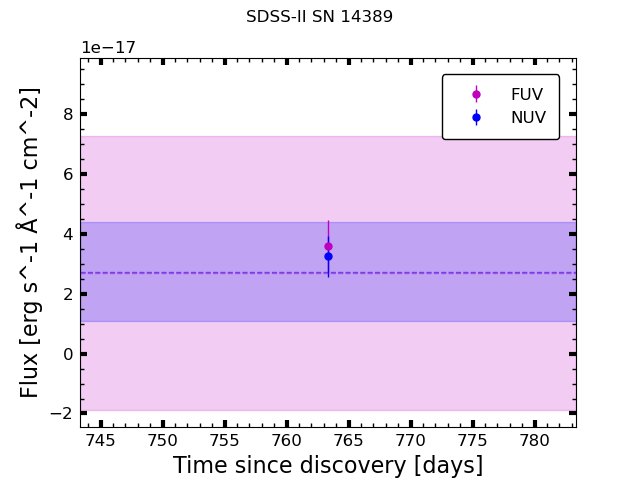 SDSS-II SN 14389
1e−17
FUV
NUV
8
6
4
2
0
−2
Flux [erg s^-1 Å^-1 cm^-2]
745 750 755 760 765 770 775 780
Time since discovery [days]